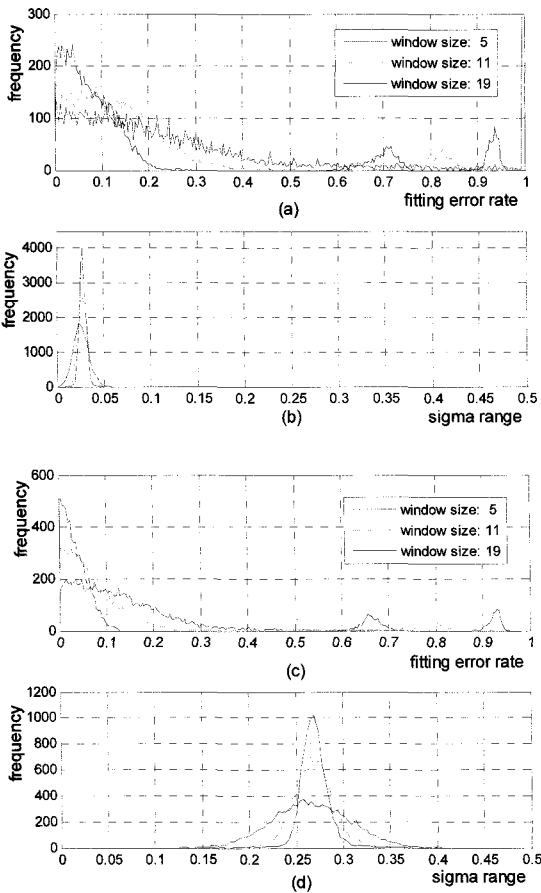 300
200
100
0
frequency
window size: 5
window size: 11
window size: 19
0 0.1 0.2 0.3 0.4 0.5 0.6 0.7 0.8 0.9 1
fitting error rate
(a)
4000
3000
2000
1000
0
frequency
0 0.05 0.1 0.15 0.2 0.25 0.3 0.35 0.4 0.45 0.5
sigma range
(b)
600
400
200
0
frequency
window size: 5
window size: 11
window size: 19
0 0.1 0.2 0.3 0.4 0.5 0.6 0.7 0.8 0.9 1
fitting error rate
(c)
1200
1000
800
600
400
200
0
frequency
0 0.05 0.1 0.15 0.2 0.25 0.3 0.35 0.4 0.45 0.5
sigma range
(d)